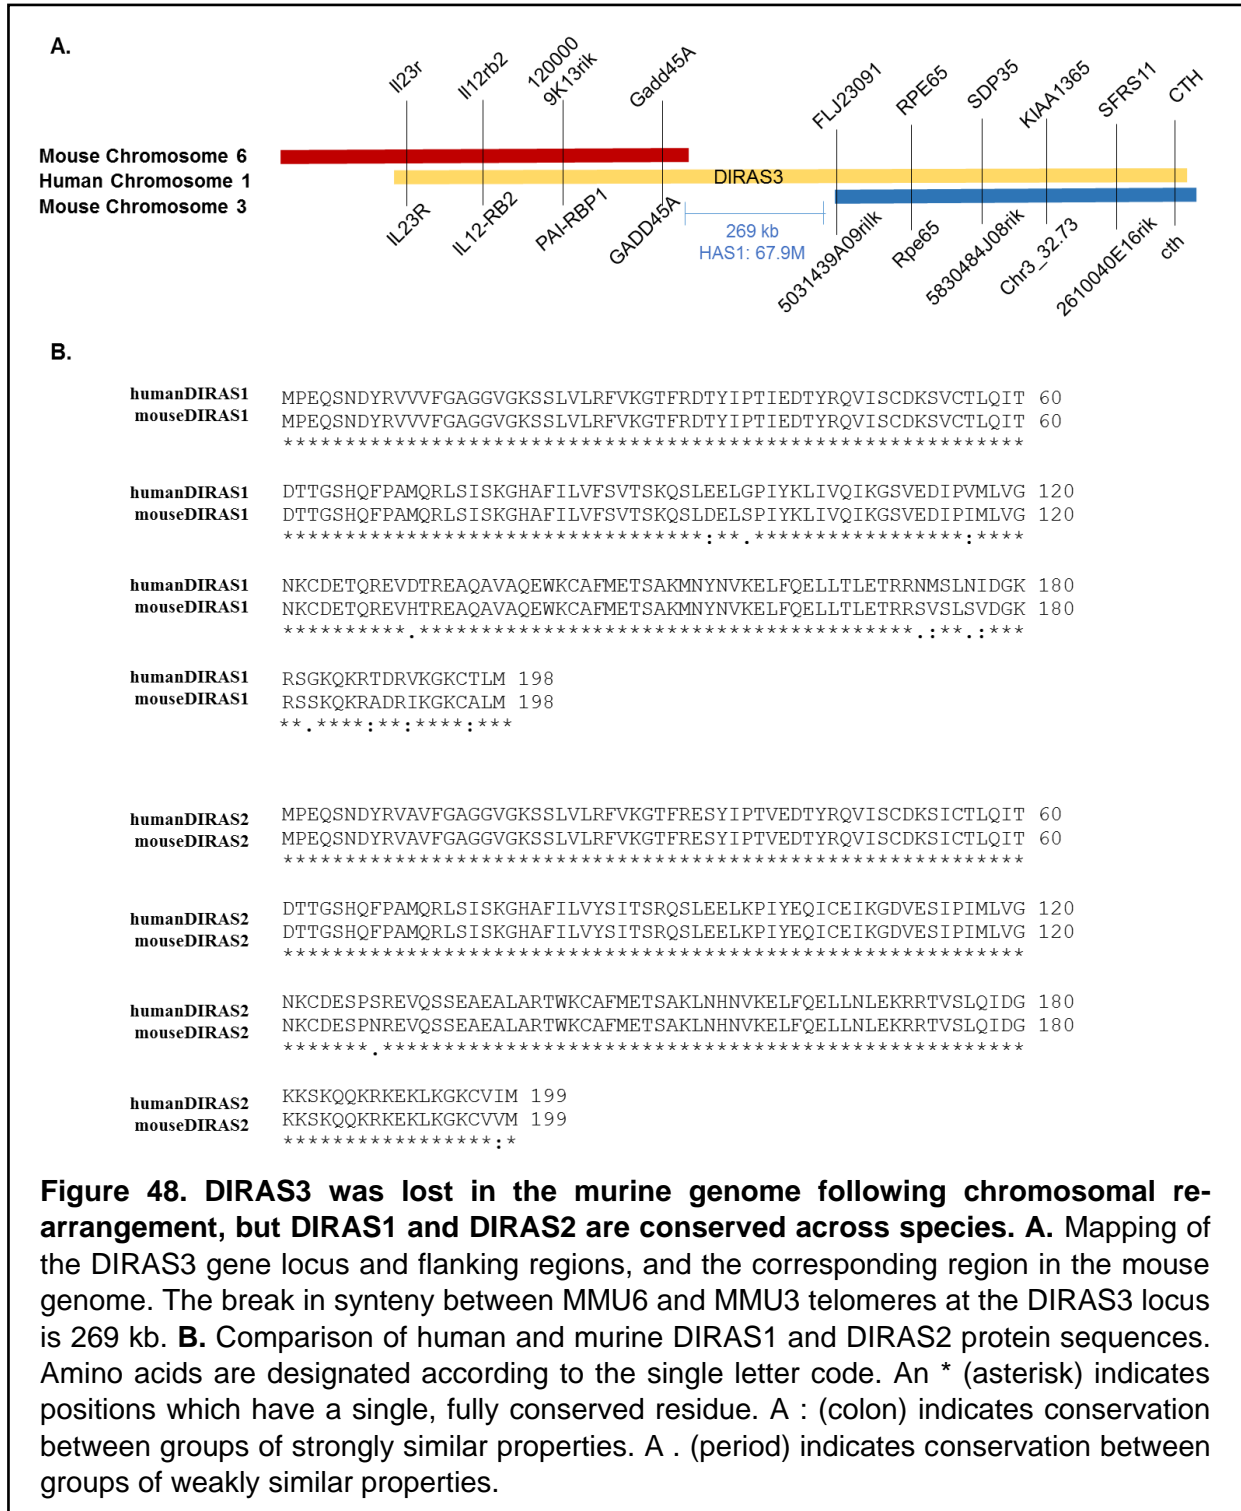 A.
Il23r
Il12rb2
120000
9K13rik
Gadd45A
FLJ23091
RPE65
SDP35
KIAA1365
SFRS11
CTH
Mouse Chromosome 6
Human Chromosome 1
DIRAS3
Mouse Chromosome 3
IL23R
IL12-RB2
PAI-RBP1
GADD45A
269 kb
HAS1: 67.9M
5031439A09rilk
Rpe65
5830484J08rik
Chr3_32.73
2610040E16rik
cth
B.
humanDIRAS1 MPEQSNDYRVVVFGAGGVGKSSLVLRFVKGTFRDTYIPTIEDTYRQVISCDKSVCTLQIT 60
mouseDIRAS1 MPEQSNDYRVVVFGAGGVGKSSLVLRFVKGTFRDTYIPTIEDTYRQVISCDKSVCTLQIT 60
************************************************************
humanDIRAS1 DTTGSHQFPAMQRLSISKGHAFILVFSVTSKQSLEELGPIYKLIVQIKGSVEDIPVMLVG 120
mouseDIRAS1 DTTGSHQFPAMQRLSISKGHAFILVFSVTSKQSLDELSPIYKLIVQIKGSVEDIPIMLVG 120
**********************************:**.*****************:****
humanDIRAS1 NKCDETQREVDTREAQAVAQEWKCAFMETSAKMNYNVKELFQELLTLETRRNMSLNIDGK 180
mouseDIRAS1 NKCDETQREVHTREAQAVAQEWKCAFMETSAKMNYNVKELFQELLTLETRRSVSLSVDGK 180
**********.****************************************.:**.:***
humanDIRAS1 RSGKQKRTDRVKGKCTLM 198
mouseDIRAS1 RSSKQKRADRIKGKCALM 198
**.****:**:****:***
humanDIRAS2 MPEQSNDYRVAVFGAGGVGKSSLVLRFVKGTFRESYIPTVEDTYRQVISCDKSICTLQIT 60
mouseDIRAS2 MPEQSNDYRVAVFGAGGVGKSSLVLRFVKGTFRESYIPTVEDTYRQVISCDKSICTLQIT 60
************************************************************
humanDIRAS2 DTTGSHQFPAMQRLSISKGHAFILVYSITSRQSLEELKPIYEQICEIKGDVESIPIMLVG 120
mouseDIRAS2 DTTGSHQFPAMQRLSISKGHAFILVYSITSRQSLEELKPIYEQICEIKGDVESIPIMLVG 120
************************************************************
humanDIRAS2 NKCDESPSREVQSSEAEALARTWKCAFMETSAKLNHNVKELFQELLNLEKRRTVSLQIDG 180
mouseDIRAS2 NKCDESPNREVQSSEAEALARTWKCAFMETSAKLNHNVKELFQELLNLEKRRTVSLQIDG 180
*******.****************************************************
humanDIRAS2 KKSKQQKRKEKLKGKCVIM 199
mouseDIRAS2 KKSKQQKRKEKLKGKCVVM 199
*****************:*
Figure 48. DIRAS3 was lost in the murine genome following chromosomal re-
arrangement, but DIRAS1 and DIRAS2 are conserved across species. A. Mapping of
the DIRAS3 gene locus and flanking regions, and the corresponding region in the mouse
genome. The break in synteny between MMU6 and MMU3 telomeres at the DIRAS3 locus
is 269 kb. B. Comparison of human and murine DIRAS1 and DIRAS2 protein sequences.
Amino acids are designated according to the single letter code. An * (asterisk) indicates
positions which have a single, fully conserved residue. A : (colon) indicates conservation
between groups of strongly similar properties. A . (period) indicates conservation between
groups of weakly similar properties.